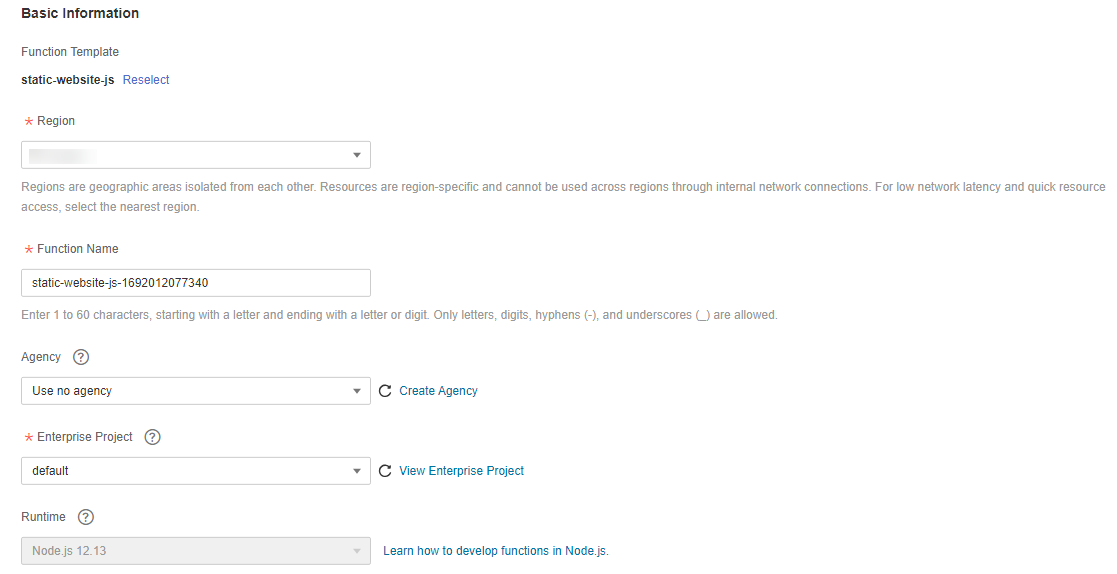 Basic Information
Function Template
static-website-js Reselect
* Region
Regions are geographic areas isolated from each other. Resources are region-specific and cannot be used across regions through internal network connections. For low network latency and quick resource
access, select the nearest region.
* Function Name
static-website-js-1692012077340
Enter 1 to 60 characters, starting with a letter and ending with a letter or digit. Only letters, digits, hyphens (-), and underscores (_) are allowed.
Agency ?
Use no agency Create Agency
* Enterprise Project ?
default View Enterprise Project
Runtime ?
Node.js 12.13 Learn how to develop functions in Node.js.